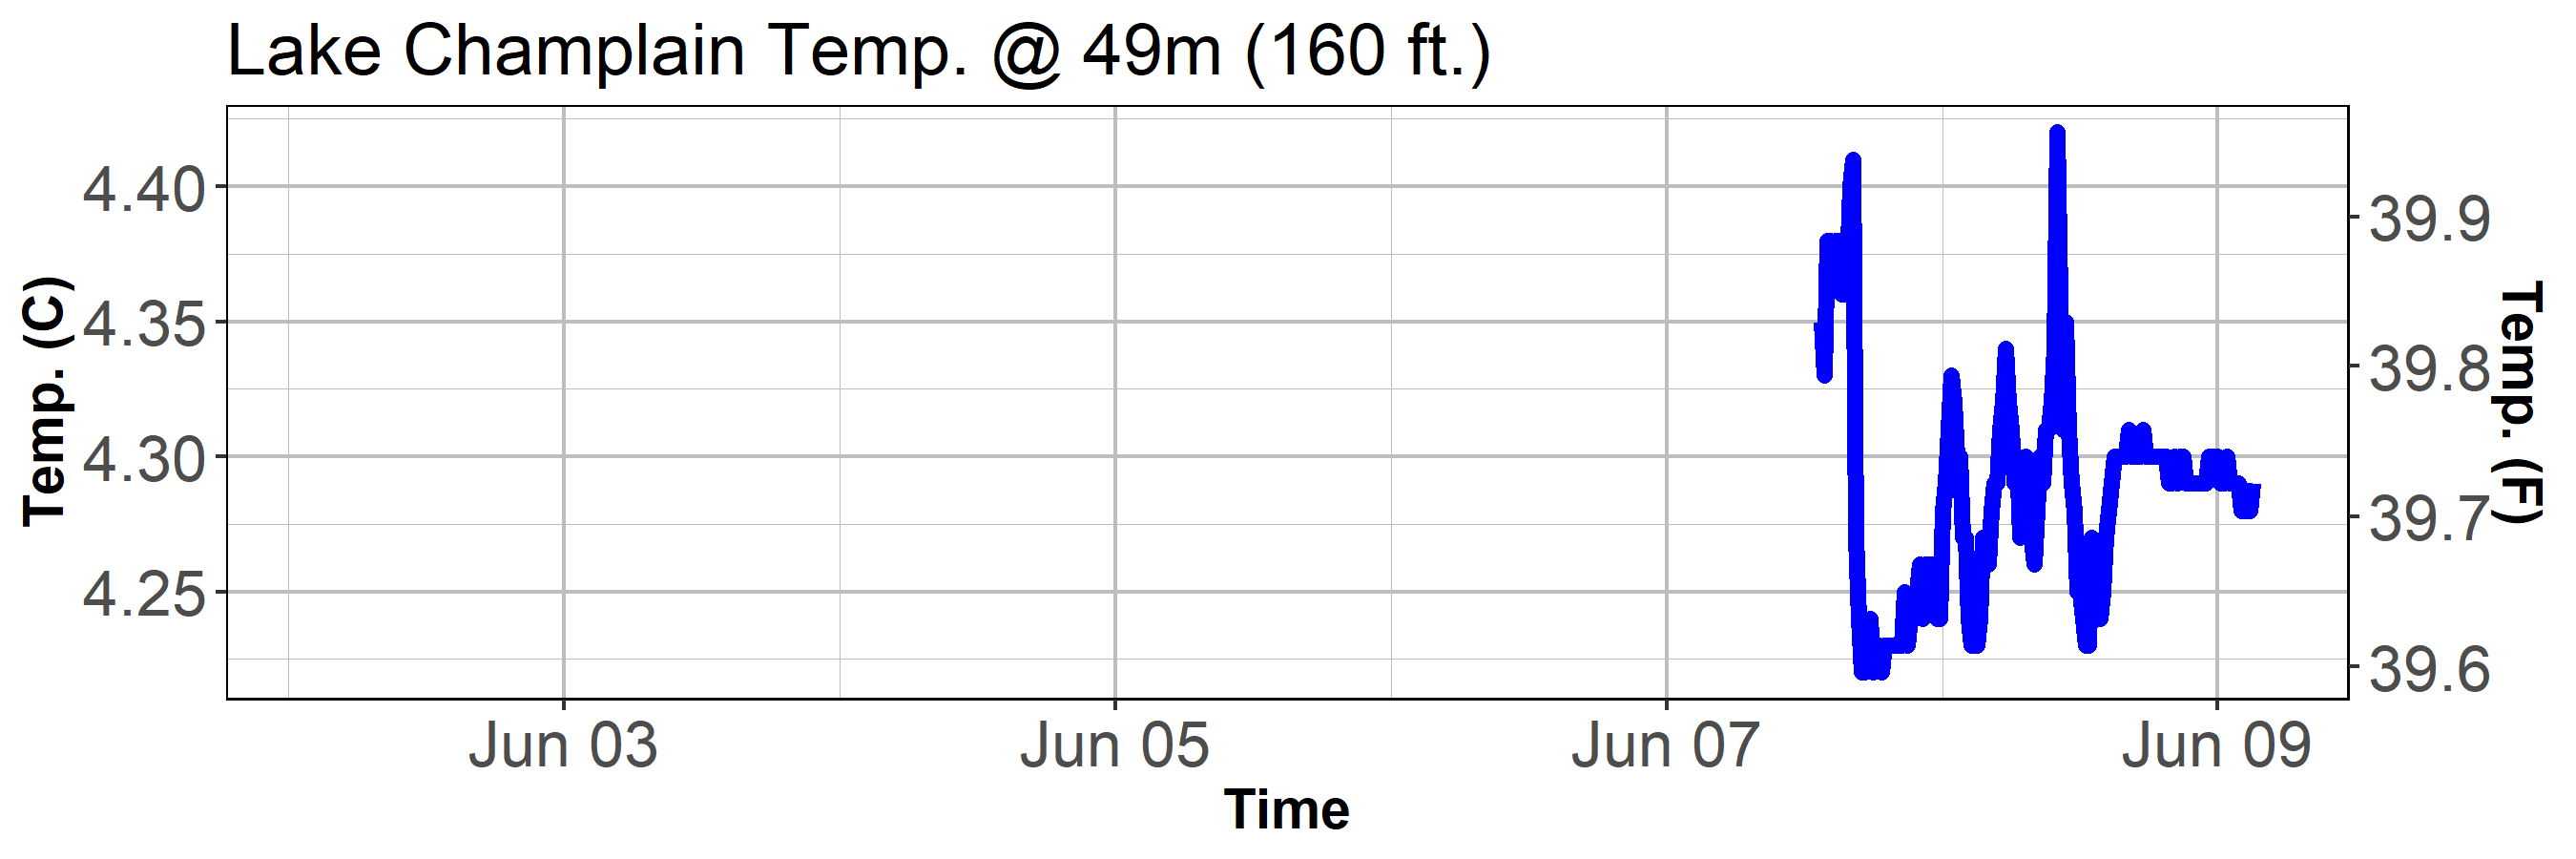 Lake Champlain Temp. @ 49m (160 ft.)
Temp. (C)
4.40
4.35
4.30
4.25
39.9
39.8
39.7
39.6
Temp. (F)
Jun 03 Jun 05 Jun 07 Jun 09
Time